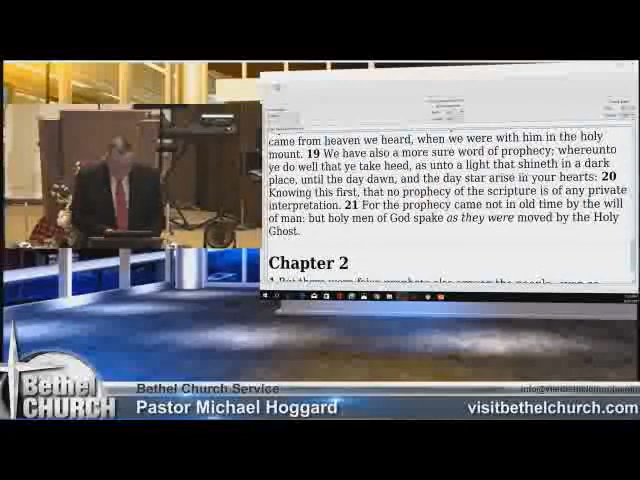 came from heaven we heard, when we were with him in the holy
mount. 19 We have also a more sure word of prophecy; whereunto
ye do well that ye take heed, as unto a light that shineth in a dark
place, until the day dawn, and the day star arise in your hearts: 20
Knowing this first, that no prophecy of the scripture is of any private
interpretation. 21 For the prophecy came not in old time by the will
of man: but holy men of God spake as they were moved by the Holy
Ghost.
Chapter 2
Bethel
CHURCH
Bethel Church Service
Pastor Michael Hoggard
visitbethelchurch.com